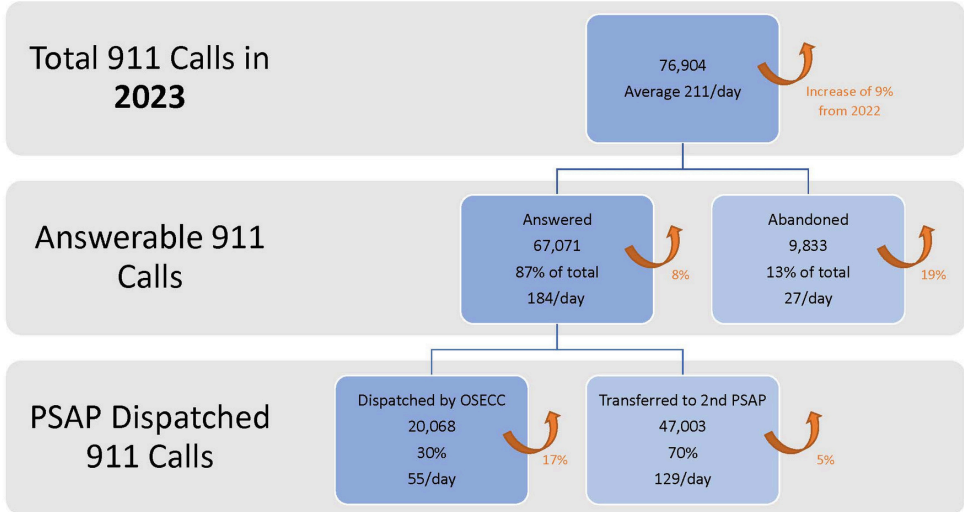 Total 911 Calls in
2023
76,904
Average 211/day
Increase of 9%
from 2022
Answerable 911
Calls
Answered
67,071
87% of total
184/day
8%
Abandoned
9,833
13% of total
27/day
19%
PSAP Dispatched
911 Calls
Dispatched by OSECC
20,068
30%
55/day
17%
Transferred to 2nd PSAP
47,003
70%
129/day
5%